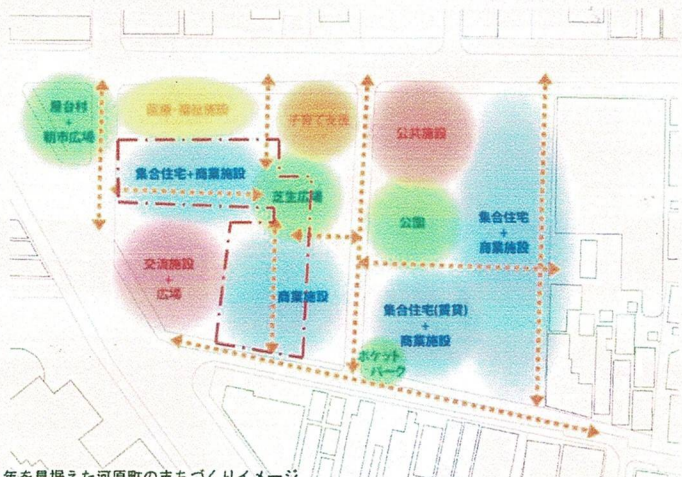 屋台村
+
朝市広場
医療・福祉施設
子育て支援
公共施設
集合住宅+商業施設
芝生広場
公園
集合住宅
+
商業施設
交流施設
+
広場
商業施設
集合住宅(賃貸)
+
商業施設
ポケット
パーク
年を見据えた河原町のまちづくりイメージ